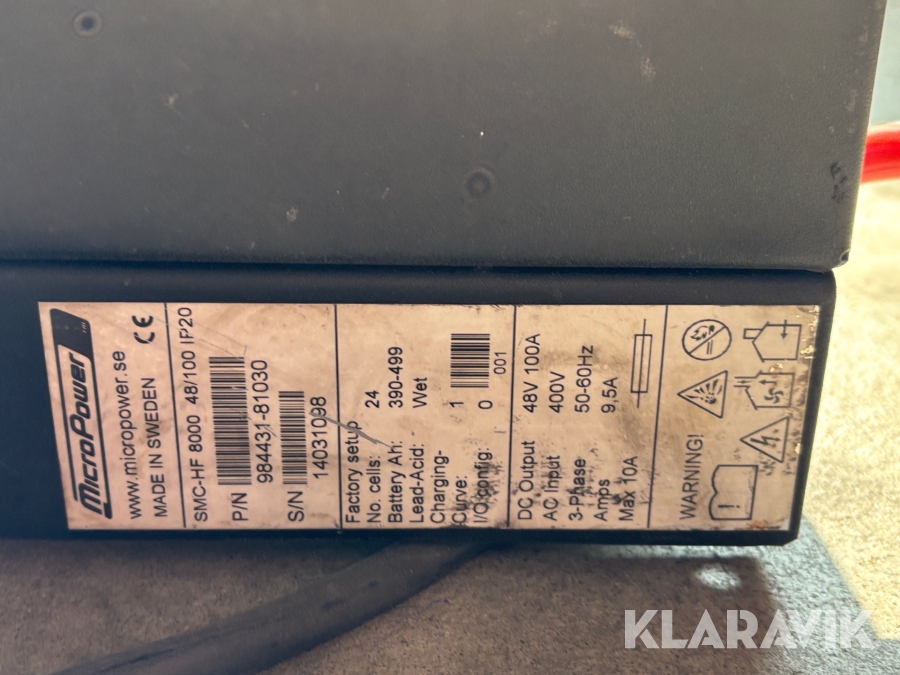 MicroPower
www.micropower.se
MADE IN SWEDEN CE
SMC-HF 8000 48/100 IP20
P/N
984431-81030
S/N
14031098
Factory setup
No. cells: 24
Battery Ah: 390-499
Lead-Acid: Wet
Charging-
Curve: 1
I/O config: 0
001
DC Output 48V 100A
AC Input 400V
3-Phase 50-60Hz
Amps 9,5A
Max 10A
WARNING!
KLARAVIK